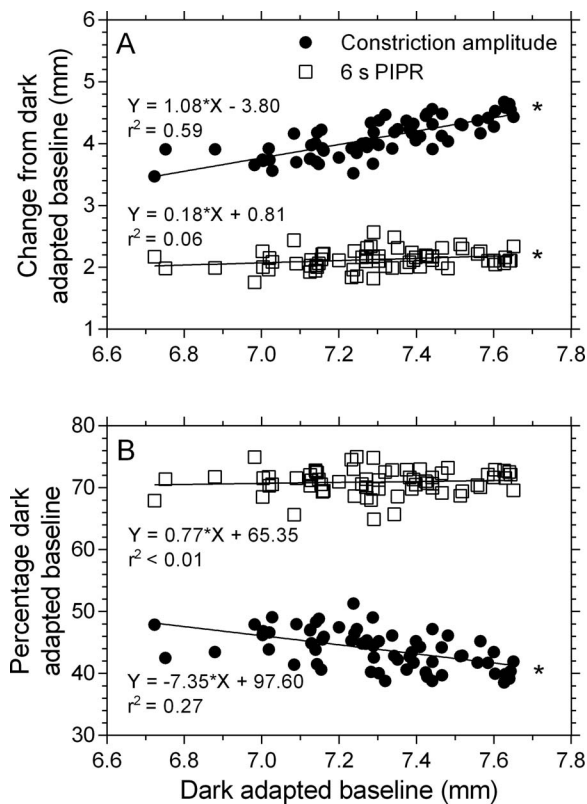 A
Constriction amplitude
6 s PIPR
Y = 1.08*X - 3.80
r² = 0.59
*
Y = 0.18*X + 0.81
r² = 0.06
*
Change from dark
adapted baseline (mm)
6
5
4
3
2
1
6.6 6.8 7.0 7.2 7.4 7.6 7.8
B
Y = 0.77*X + 65.35
r² < 0.01
Y = -7.35*X + 97.60
r² = 0.27
*
Percentage dark
adapted baseline
80
70
60
50
40
30
6.6 6.8 7.0 7.2 7.4 7.6 7.8
Dark adapted baseline (mm)